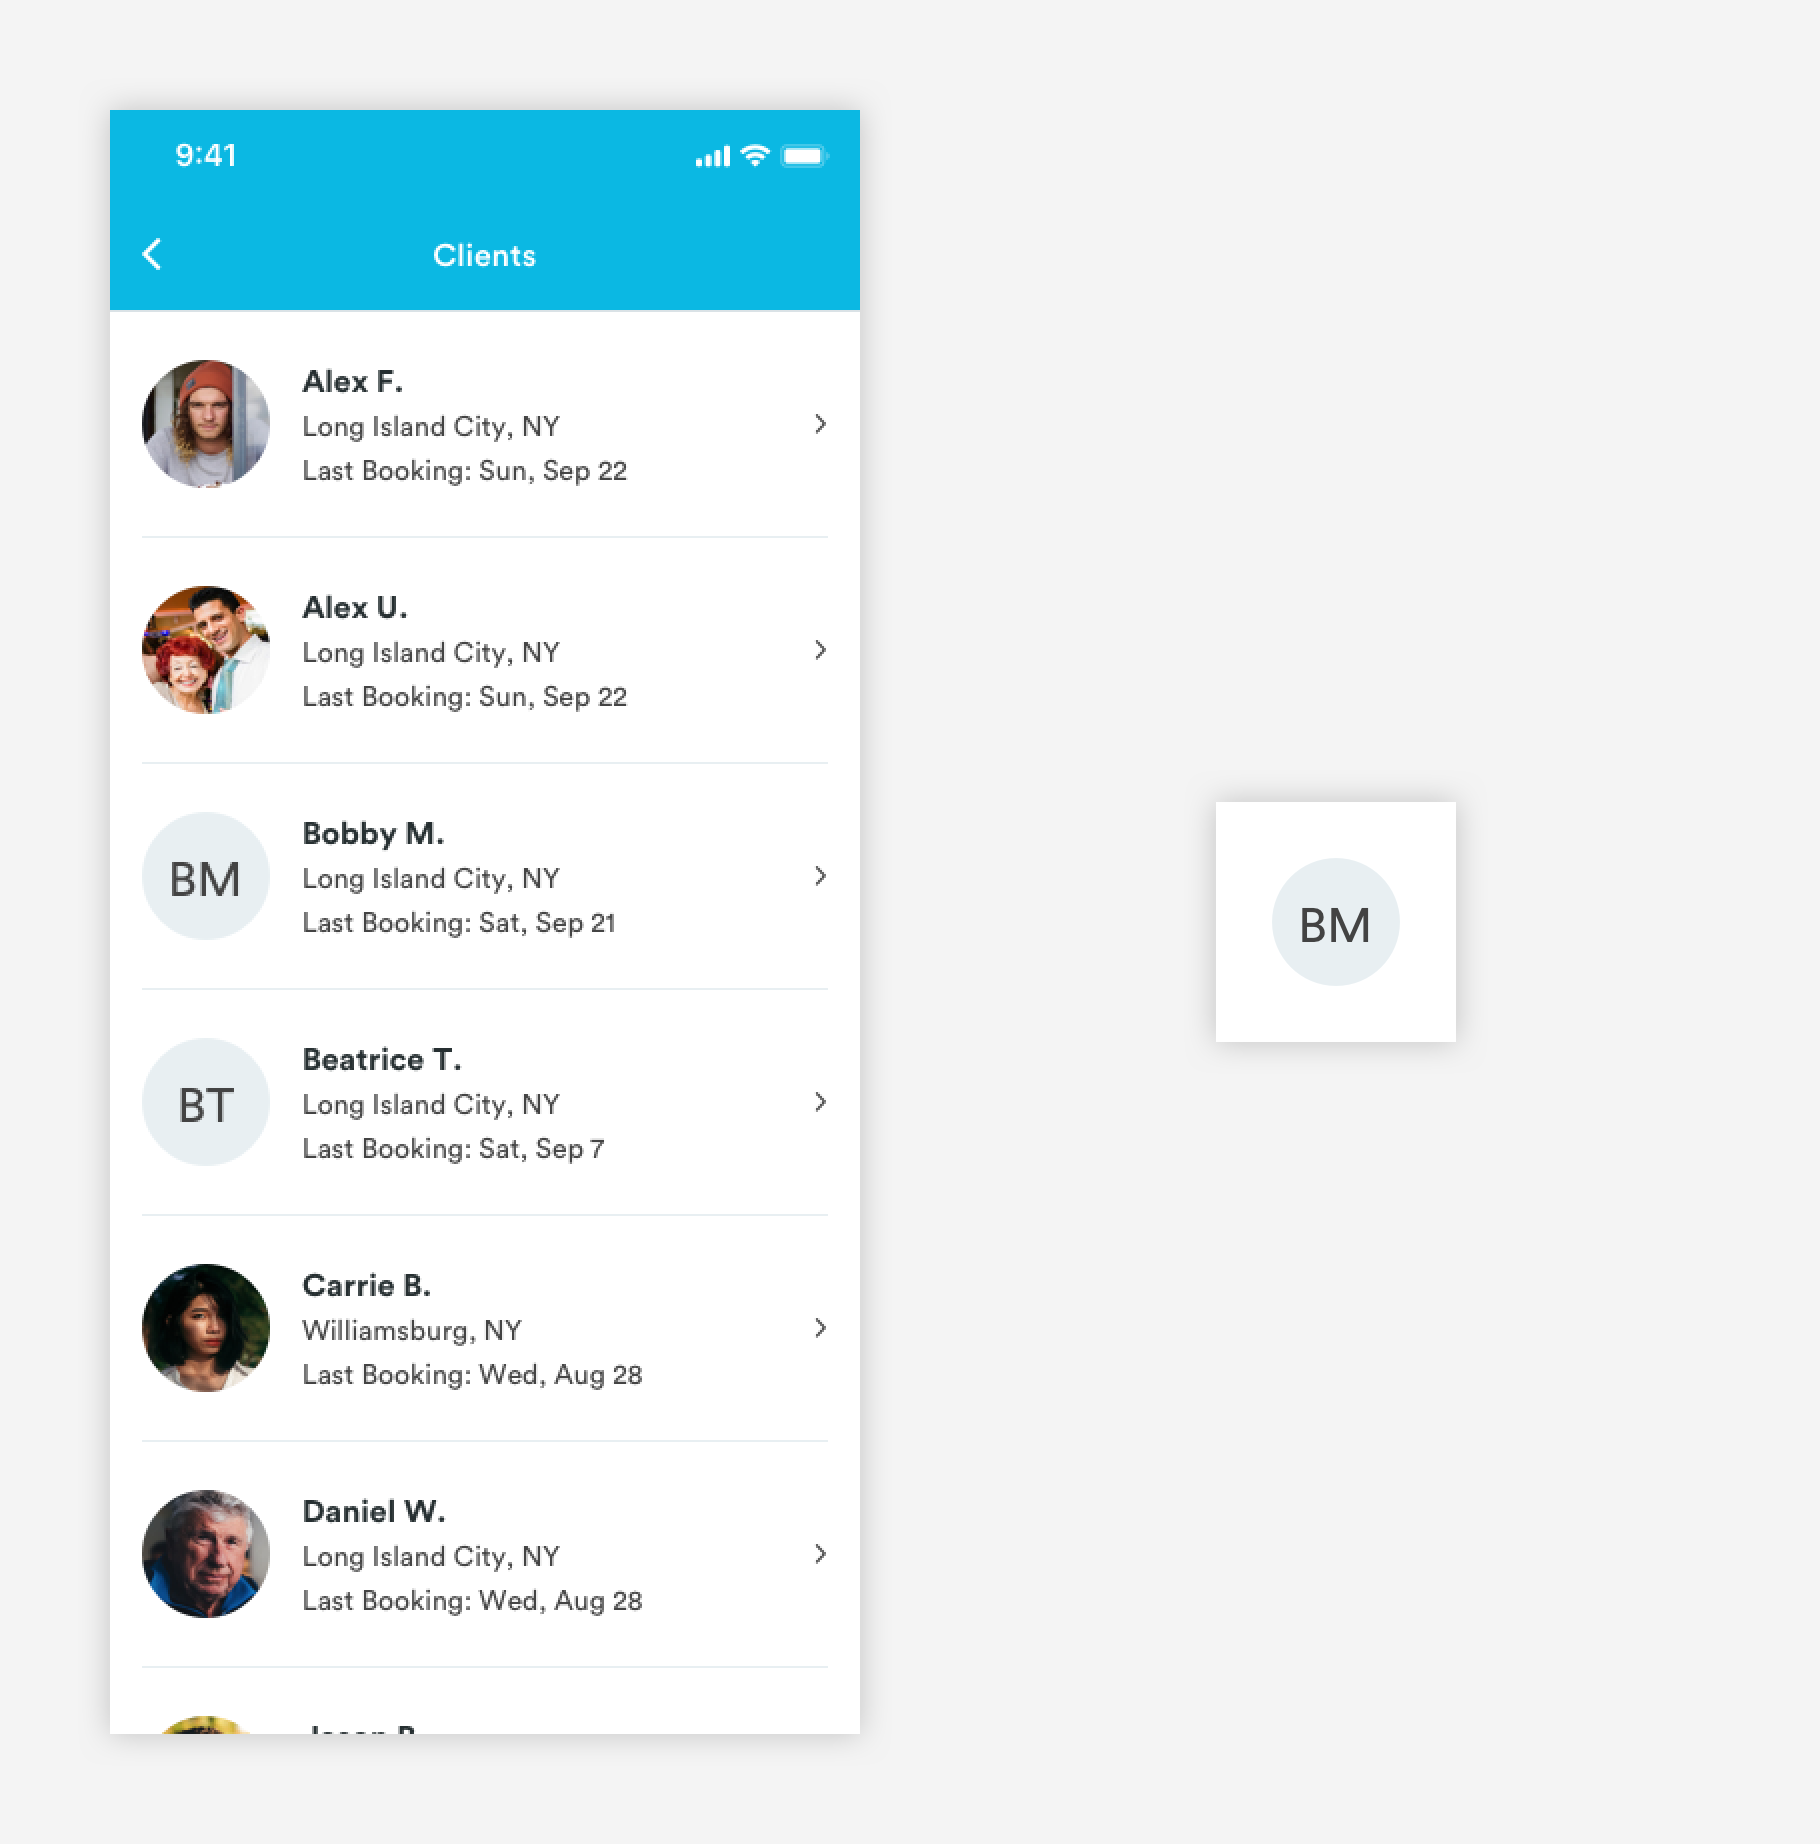 9:41
Clients
Alex F.
Long Island City, NY
Last Booking: Sun, Sep 22
Alex U.
Long Island City, NY
Last Booking: Sun, Sep 22
BM
Bobby M.
Long Island City, NY
Last Booking: Sat, Sep 21
BT
Beatrice T.
Long Island City, NY
Last Booking: Sat, Sep 7
Carrie B.
Williamsburg, NY
Last Booking: Wed, Aug 28
Daniel W.
Long Island City, NY
Last Booking: Wed, Aug 28
BM